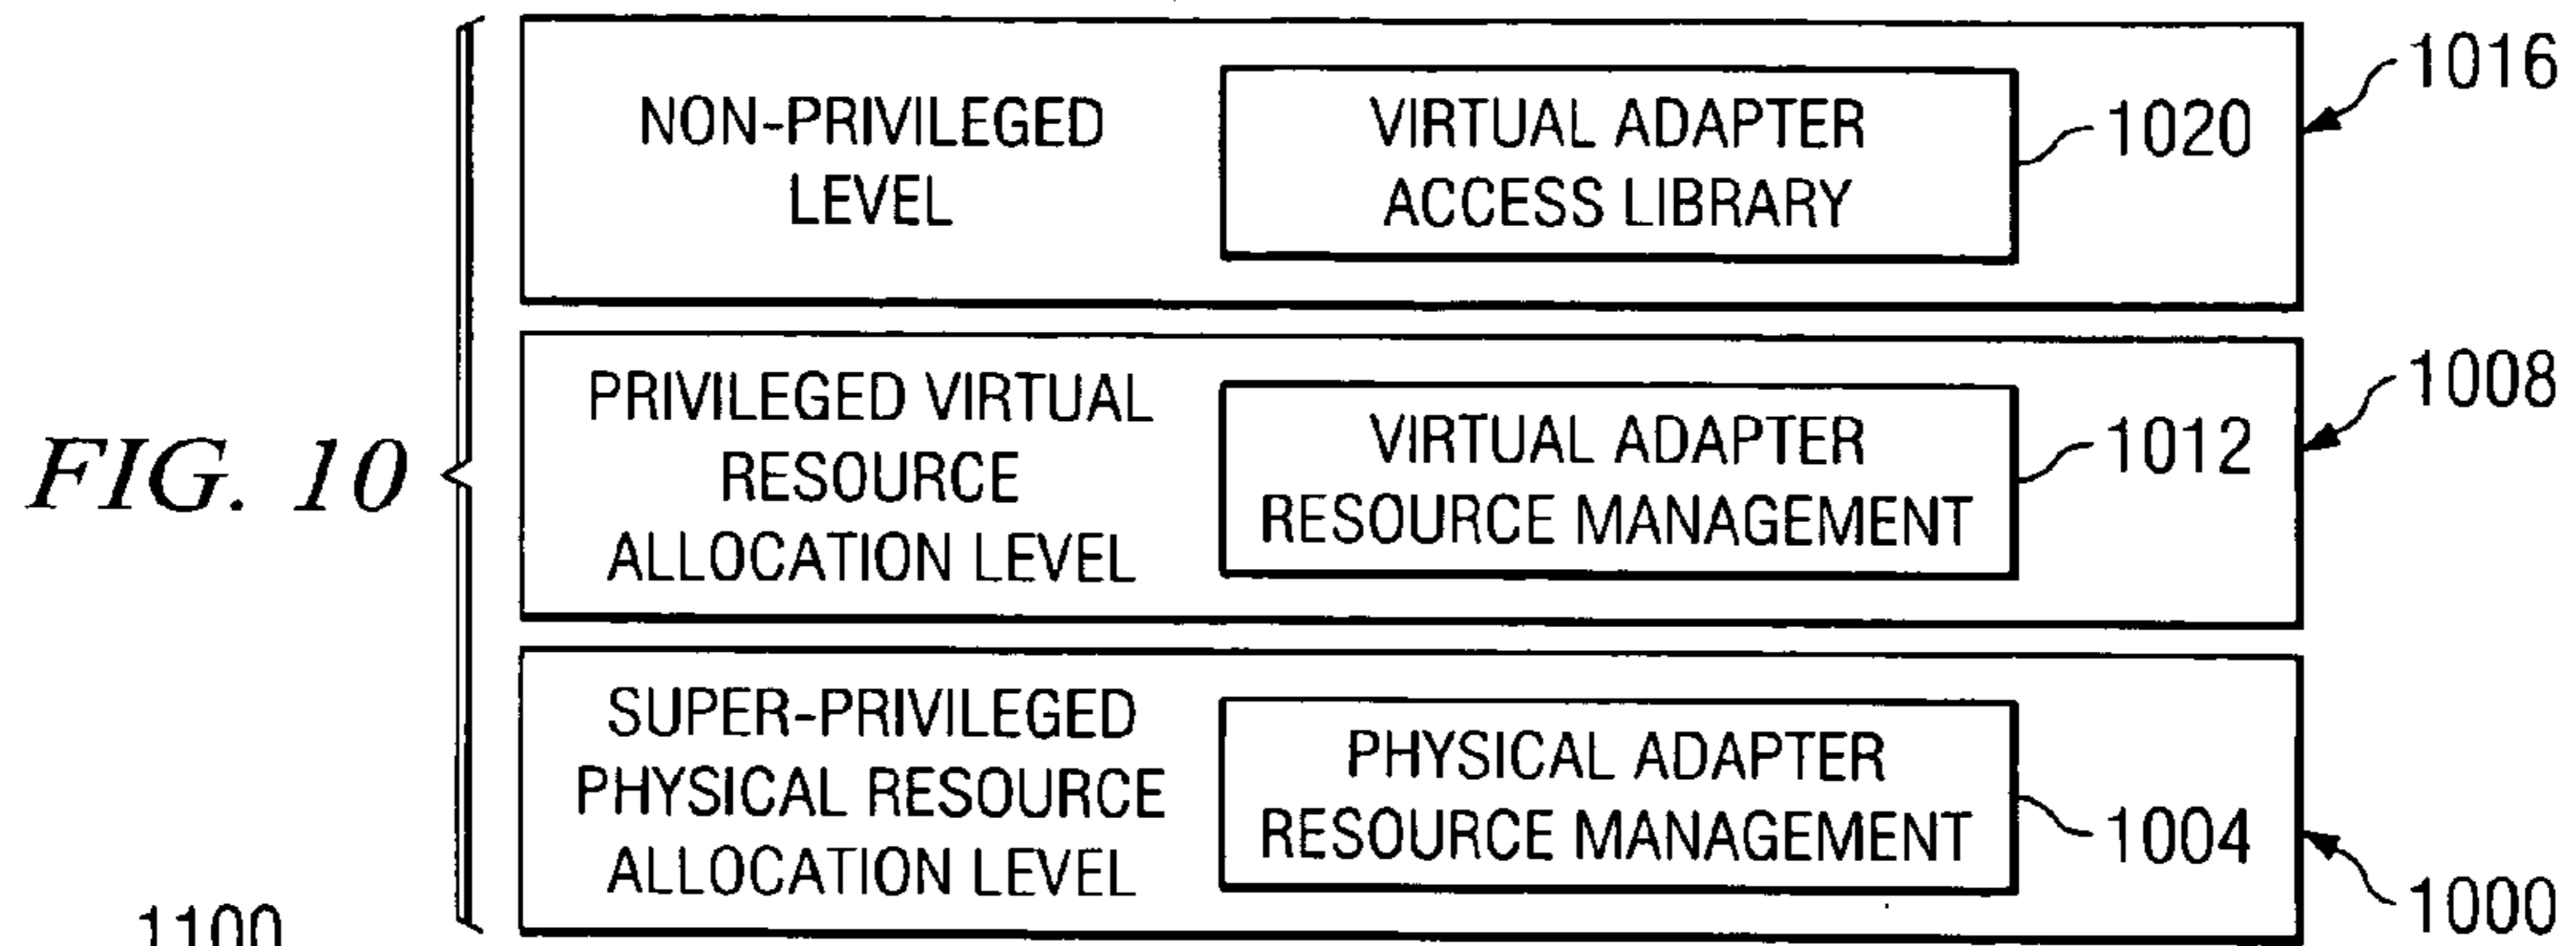 FIG. 10
NON-PRIVILEGED
LEVEL
VIRTUAL ADAPTER
ACCESS LIBRARY
1020
1016
PRIVILEGED VIRTUAL
RESOURCE
ALLOCATION LEVEL
VIRTUAL ADAPTER
RESOURCE MANAGEMENT
1012
1008
SUPER-PRIVILEGED
PHYSICAL RESOURCE
ALLOCATION LEVEL
PHYSICAL ADAPTER
RESOURCE MANAGEMENT
1004
1000
1100